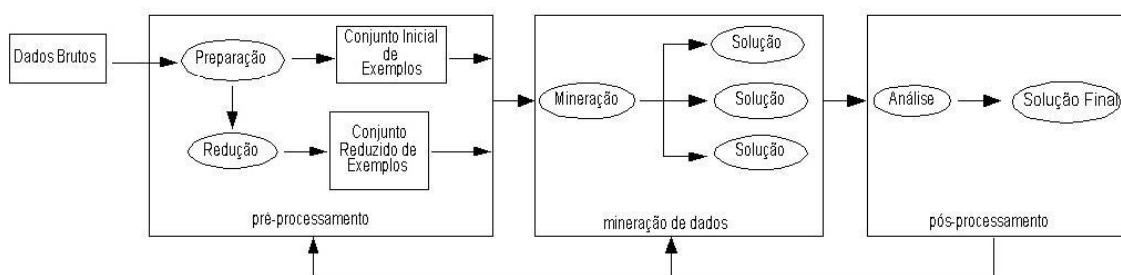 Dados Brutos
Preparação
Conjunto Inicial
de
Exemplos
Redução
Conjunto
Reduzido de
Exemplos
pré-processamento
Mineração
Solução
Solução
Solução
mineração de dados
Análise
Solução Final
pós-processamento